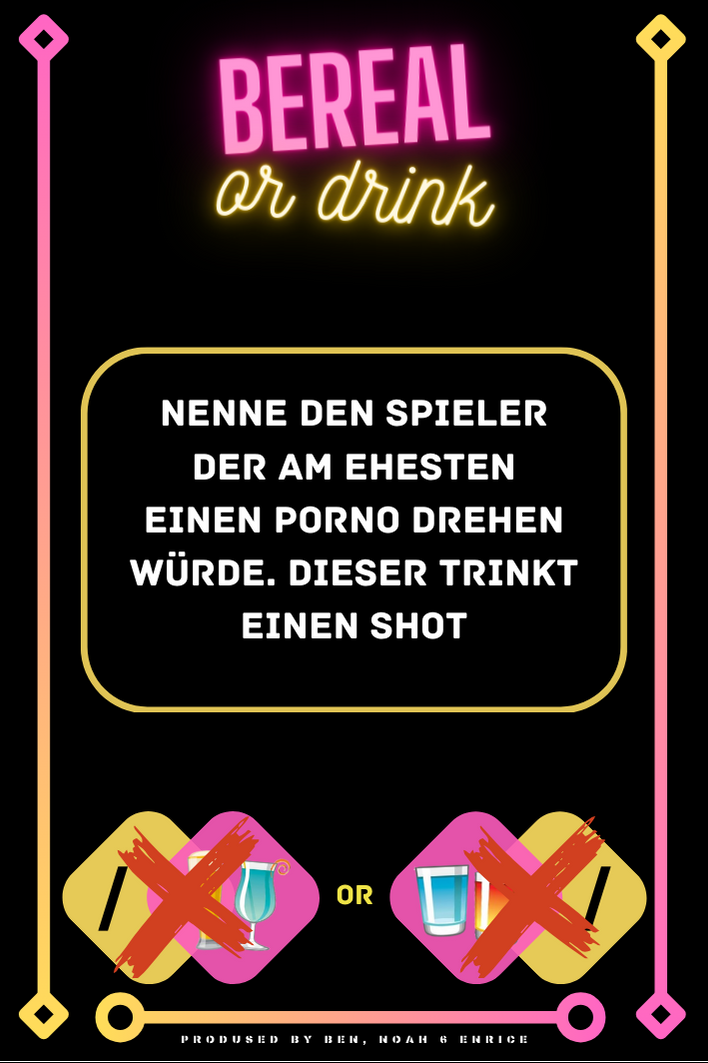 BEREAL
or drink
NENNE DEN SPIELER
DER AM EHESTEN
EINEN PORNO DREHEN
WÜRDE. DIESER TRINKT
EINEN SHOT
/
OR
/
PRODUSED BY BEN, NOAH & ENRICE